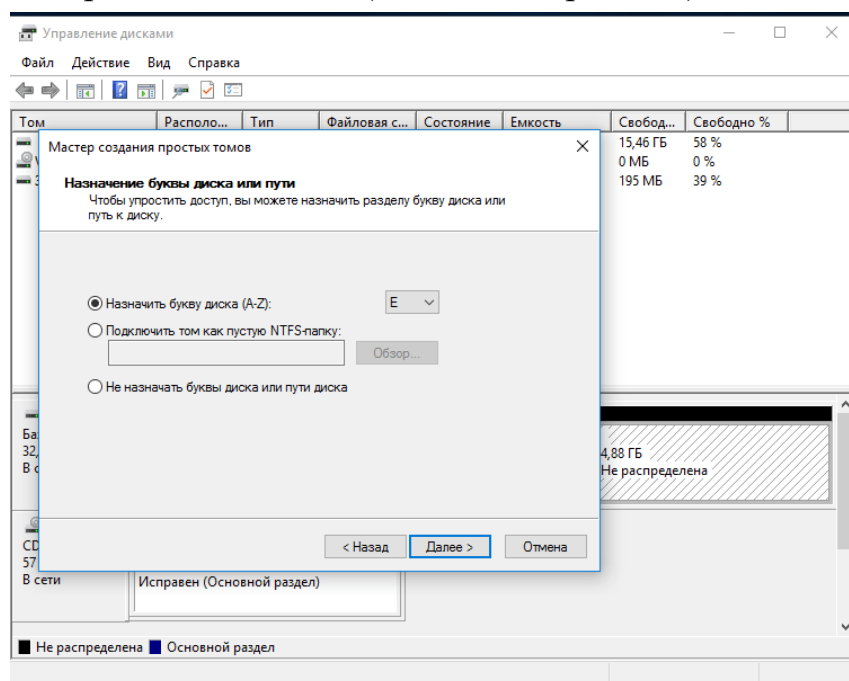 Управление дисками
Файл Действие Вид Справка
Том Располо... Тип Файловая с... Состояние Емкость Свобод... Свободно %
15,46 ГБ 58 %
0 МБ 0 %
195 МБ 39 %
Мастер создания простых томов
Назначение буквы диска или пути
Чтобы упростить доступ, вы можете назначить разделу букву диска или
путь к диску.
Назначить букву диска (A-Z): E
Подключить том как пустую NTFS-папку:
Обзор...
Не назначать буквы диска или пути диска
Ба
32,
В с
4,88 ГБ
Не распределена
< Назад Далее > Отмена
CD
57
В сети
Исправен (Основной раздел)
Не распределена Основной раздел